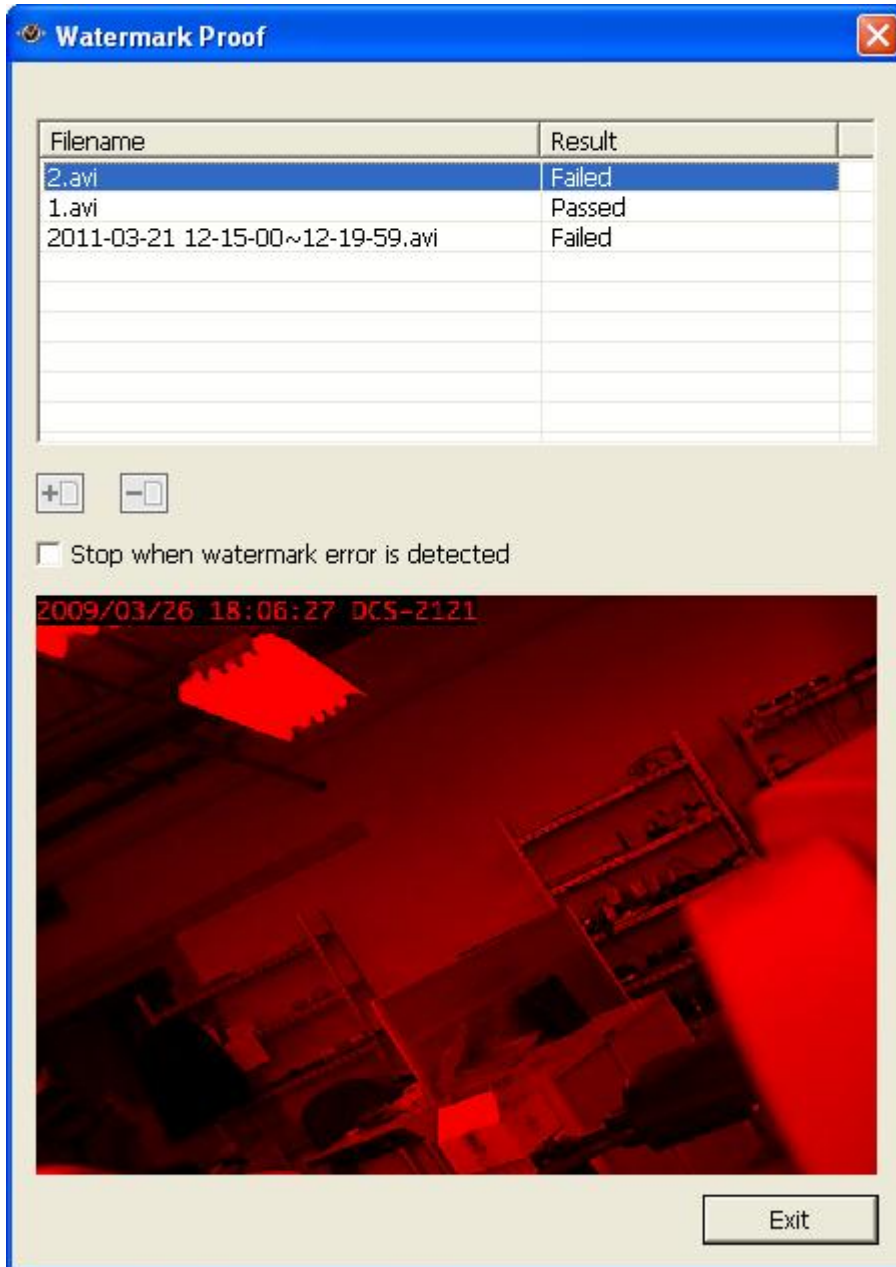 Watermark Proof
Filename Result
2.avi Failed
1.avi Passed
2011-03-21 12-15-00~12-19-59.avi Failed
Stop when watermark error is detected
2009/03/26 18:06:27 DCS-2121
Exit